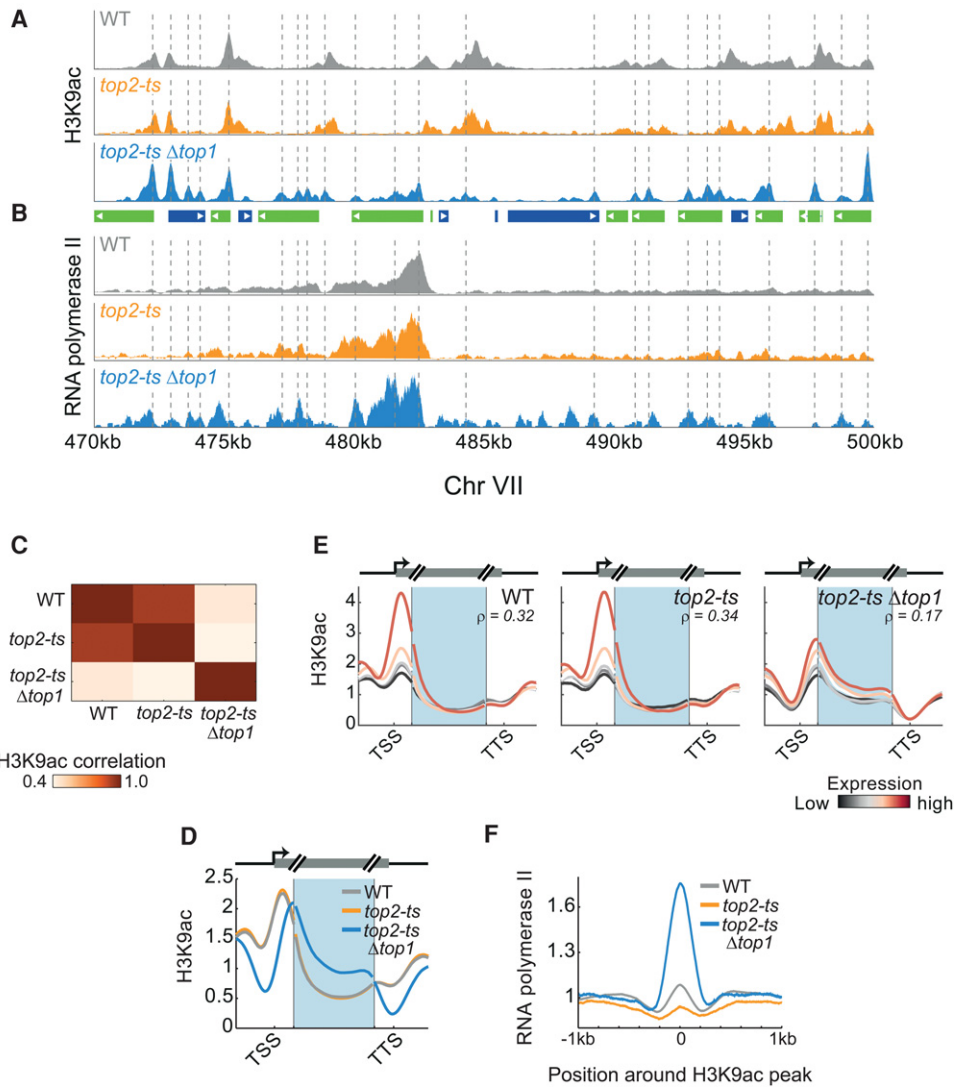 A
WT
top2-ts
top2-ts Δtop1
H3K9ac
B
WT
top2-ts
top2-ts Δtop1
RNA polymerase II
470kb 475kb 480kb 485kb 490kb 495kb 500kb
Chr VII
C
WT
top2-ts
top2-ts
Δtop1
WT top2-ts top2-ts
Δtop1
H3K9ac correlation
0.4 1.0
E
WT
ρ = 0.32
top2-ts
ρ = 0.34
top2-ts Δtop1
ρ = 0.17
H3K9ac
4
3
2
1
0
TSS TTS
TSS TTS
TSS TTS
Expression
Low high
D
H3K9ac
2.5
2
1.5
1
0.5
0
WT
top2-ts
top2-ts
Δtop1
TSS TTS
F
RNA polymerase II
1.6
1.3
1
WT
top2-ts
top2-ts
Δtop1
-1kb 0 1kb
Position around H3K9ac peak